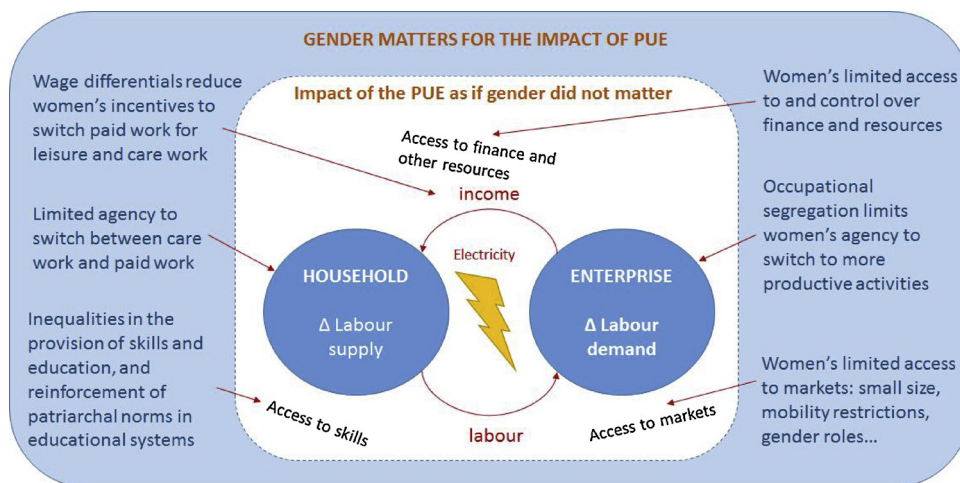 GENDER MATTERS FOR THE IMPACT OF PUE
Wage differentials reduce
women's incentives to
switch paid work for
leisure and care work
Impact of the PUE as if gender did not matter
Women's limited access
to and control over
finance and resources
Access to finance and
other resources
income
Limited agency to
switch between care
work and paid work
Occupational
segregation limits
women's agency to
switch to more
productive activities
Electricity
HOUSEHOLD
Δ Labour
supply
ENTERPRISE
Δ Labour
demand
Inequalities in the
provision of skills and
education, and
reinforcement of
patriarchal norms in
educational systems
Women's limited access
to markets: small size,
mobility restrictions,
gender roles...
Access to skills
labour
Access to markets